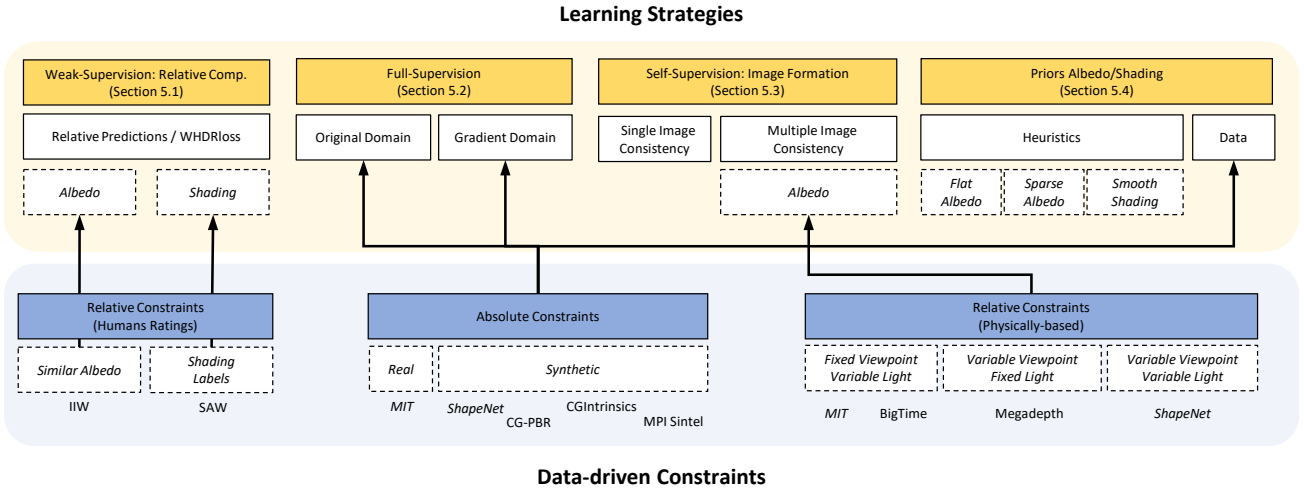 Learning Strategies
Weak-Supervision: Relative Comp.
(Section 5.1)
Full-Supervision
(Section 5.2)
Self-Supervision: Image Formation
(Section 5.3)
Priors Albedo/Shading
(Section 5.4)
Relative Predictions / WHDRloss
Original Domain
Gradient Domain
Single Image
Consistency
Multiple Image
Consistency
Heuristics
Data
Albedo
Shading
Albedo
Flat
Albedo
Sparse
Albedo
Smooth
Shading
Relative Constraints
(Humans Ratings)
Absolute Constraints
Relative Constraints
(Physically-based)
Similar Albedo
Shading
Labels
Real
Synthetic
Fixed Viewpoint
Variable Light
Variable Viewpoint
Fixed Light
Variable Viewpoint
Variable Light
IIW
SAW
MIT
ShapeNet
CG-PBR
CGIntrinsics
MPI Sintel
MIT
BigTime
Megadepth
ShapeNet
Data-driven Constraints